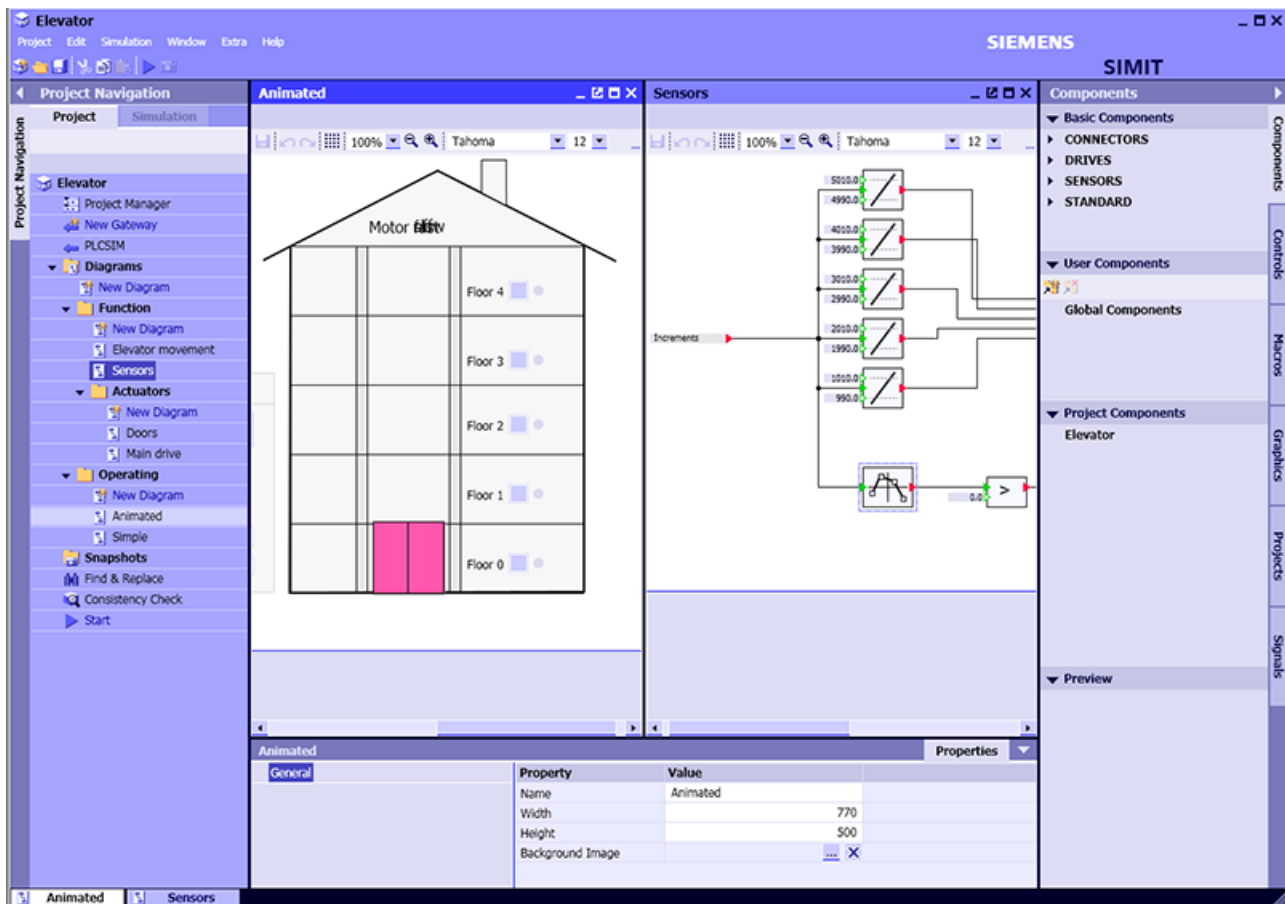 Elevator
Project Edit Simulation Window Extra Help
SIEMENS
SIMIT
Project Navigation
Project Navigation
Project Simulation
Elevator
Project Manager
New Gateway
PLCSIM
Diagrams
New Diagram
Function
New Diagram
Elevator movement
Sensors
Actuators
New Diagram
Doors
Main drive
Operating
New Diagram
Animated
Simple
Snapshots
Find & Replace
Consistency Check
Start
Animated
100% Tahoma 12 ...
Motor
Floor 4
Floor 3
Floor 2
Floor 1
Floor 0
Sensors
100% Tahoma 12 ...
5010.0
4990.0
4010.0
3990.0
3010.0
2990.0
Increments
2010.0
1990.0
1010.0
990.0
0.0 >
Components
Basic Components
CONNECTORS
DRIVES
SENSORS
STANDARD
User Components
Global Components
Project Components
Elevator
Preview
Components
Controls
Macros
Graphics
Projects
Signals
Animated Properties
General
Property Value
Name Animated
Width 770
Height 500
Background Image ...
Animated Sensors